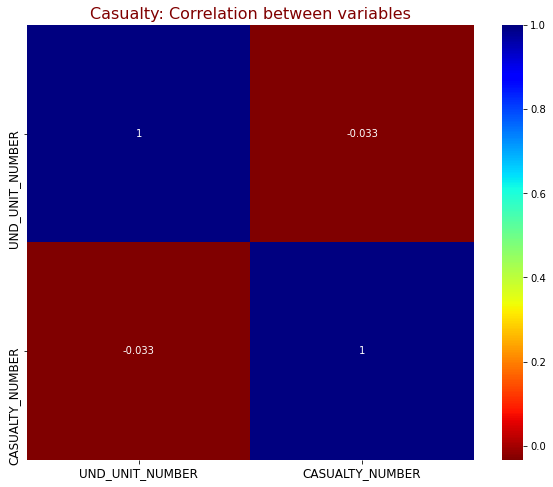 Casualty: Correlation between variables
UND_UNIT_NUMBER
CASUALTY_NUMBER
1
-0.033
-0.033
1
UND_UNIT_NUMBER
CASUALTY_NUMBER
1.0
0.8
0.6
0.4
0.2
0.0